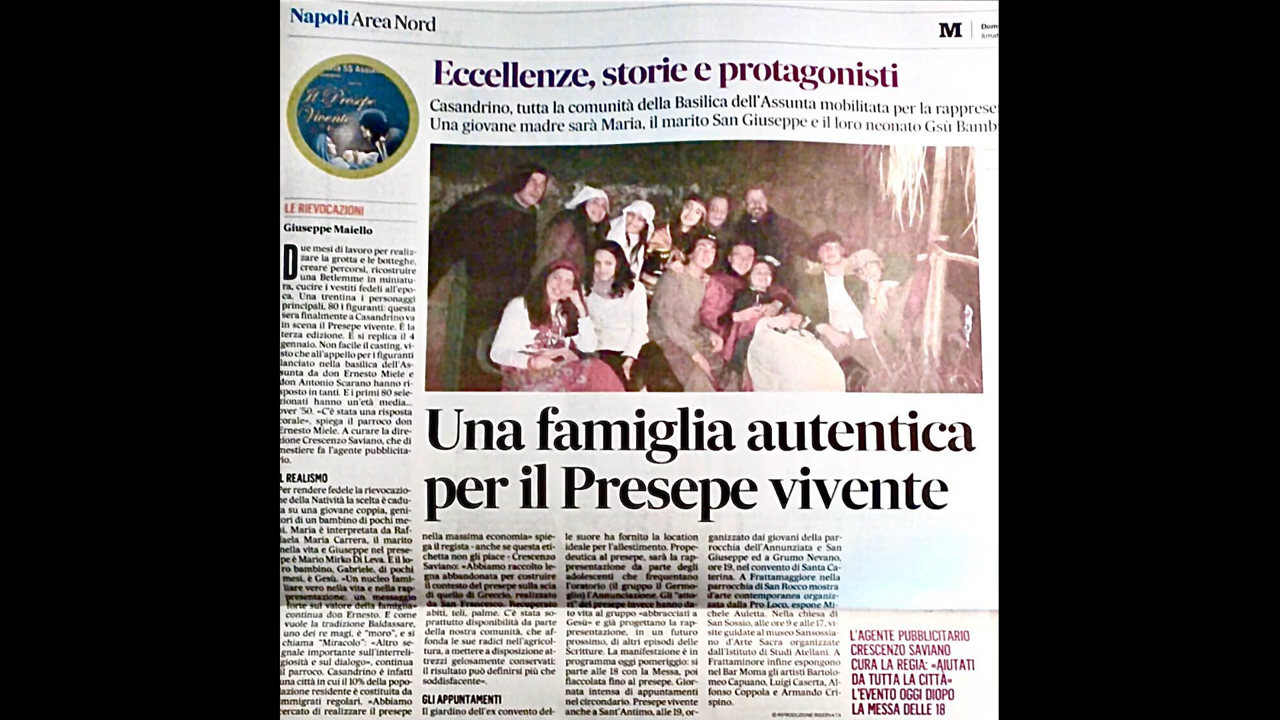 Napoli Area Nord
M
Dom
Il Presepe
Vivente
Eccellenze, storie e protagonisti
Casandrino, tutta la comunità della Basilica dell'Assunta mobilitata per la rappres
Una giovane madre sarà Maria, il marito San Giuseppe e il loro neonato Gsù Bamb
LE RIEVOCAZIONI
Giuseppe Maiello
Due mesi di lavoro per realiz-
zare la grotta e le botteghe,
creare percorsi, ricostruire
una Betlemme in miniatu-
ra, cucire i vestiti fedeli all'epo-
ca. Una trentina i personaggi
principali, 80 i figuranti: questa
sera finalmente a Casandrino va
in scena il Presepe vivente. È la
terza edizione. E si replica il 4
gennaio. Non facile il casting, vi-
sto che all'appello per i figuranti
lanciato nella basilica dell'As-
sunta da don Ernesto Miele e
don Antonio Scarano hanno ri-
sposto in tanti. E i primi 80 sele-
zionati hanno un'età media...
over '50. «C'è stata una risposta
corale», spiega il parroco don
Ernesto Miele. A curare la dire-
zione Crescenzo Saviano, che di
mestiere fa l'agente pubblicita-
rio.
L REALISMO
Per rendere fedele la rievocazio-
ne della Natività la scelta è cadu-
a su una giovane coppia, geni-
ori di un bambino di pochi me-
si. Maria è interpretata da Raf-
faela Maria Carrera, il marito
nella vita e Giuseppe nel prese-
pe è Mario Mirko Di Leva. E il lo-
ro bambino, Gabriele, di pochi
mesi, è Gesù. «Un nucleo fami-
liare vero nella vita e nella rap-
presentazione: un messaggio
forte sul valore della famiglia»
continua don Ernesto. E come
vuole la tradizione Baldassare,
uno dei re magi, è "moro", e si
chiama "Miracolo": «Altro se-
gnale importante sull'interreli-
giosità e sul dialogo», continua
il parroco. Casandrino è infatti
una città in cui il 10% della popo-
lazione residente è costituita da
immigrati regolari. «Abbiamo
cercato di realizzare il presepe
Una famiglia autentica
per il Presepe vivente
nella massima economia» spie-
ga il regista - anche se questa eti-
chetta non gli piace - Crescenzo
Saviano: «Abbiamo raccolto le-
gna abbandonata per costruire
il contesto del presepe sulla scia
di quello di Greccio, realizzato
da San Francesco. Recuperato
abiti, teli, palme. C'è stata so-
prattutto disponibilità da parte
della nostra comunità, che af-
fonda le sue radici nell'agricol-
tura, a mettere a disposizione at-
trezzi gelosamente conservati:
il risultato può definirsi più che
soddisfacente».
GLI APPUNTAMENTI
Il giardino dell'ex convento del-
le suore ha fornito la location
ideale per l'allestimento. Prope-
deutica al presepe, sarà la rap-
presentazione da parte degli
adolescenti che frequentano
l'oratorio (il gruppo il Germo-
glio) l'Annunciazione. Gli "atto-
ri" del presepe invece hanno da-
to vita al gruppo «abbracciati a
Gesù» e già progettano la rap-
presentazione, in un futuro
prossimo, di altri episodi delle
Scritture. La manifestazione è in
programma oggi pomeriggio: si
parte alle 18 con la Messa, poi
fiaccolata fino al presepe. Gior-
nata intensa di appuntamenti
nel circondario. Presepe vivente
anche a Sant'Antimo, alle 19, or-
ganizzato dai giovani della par-
rocchia dell'Annunziata e San
Giuseppe ed a Grumo Nevano,
ore 19, nel convento di Santa Ca-
terina. A Frattamaggiore nella
parrocchia di San Rocco mostra
d'arte contemporanea organiz-
zata dalla Pro Loco, espone Mi-
chele Auletta. Nella chiesa di
San Sossio, alle ore 9 e alle 17, vi-
site guidate al museo Sansossia-
no d'Arte Sacra organizzate
dall'Istituto di Studi Atellani. A
Frattaminore infine espongono
nel Bar Moma gli artisti Bartolo-
meo Capuano, Luigi Caserta, Al-
fonso Coppola e Armando Cri-
spino.
© RIPRODUZIONE RISERVATA
L'AGENTE PUBBLICITARIO
CRESCENZO SAVIANO
CURA LA REGIA: «AIUTATI
DA TUTTA LA CITTÀ»
L'EVENTO OGGI DIOPO
LA MESSA DELLE 18